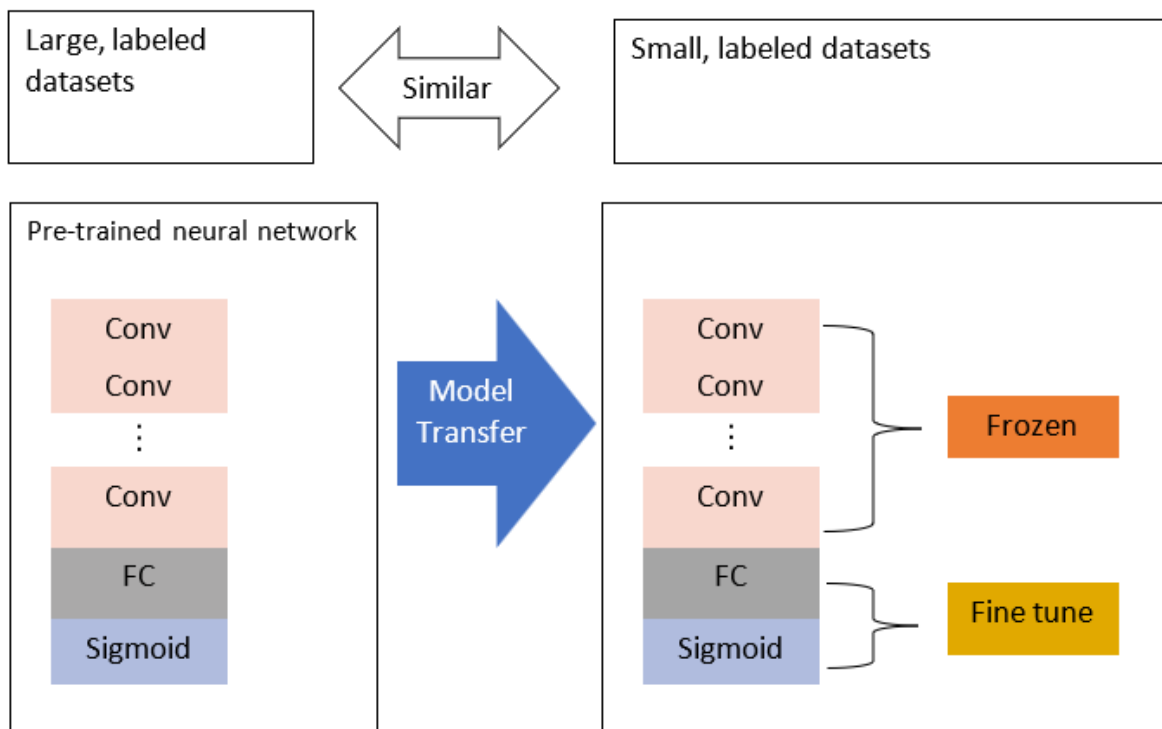 Large, labeled
datasets
Similar
Small, labeled datasets
Pre-trained neural network
Conv
Conv
⋮
Conv
FC
Sigmoid
Model
Transfer
Conv
Conv
⋮
Conv
FC
Sigmoid
Frozen
Fine tune